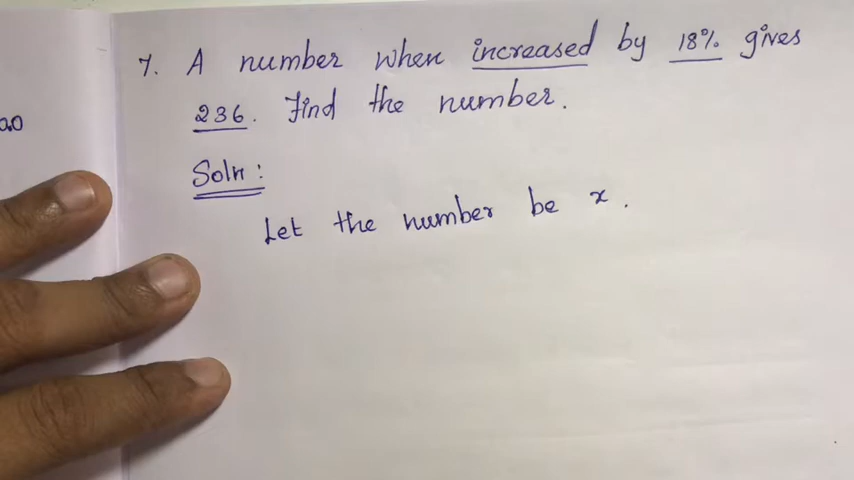 7. A number when increased by 18% gives
236. Find the number.
Soln:
Let the number be x.